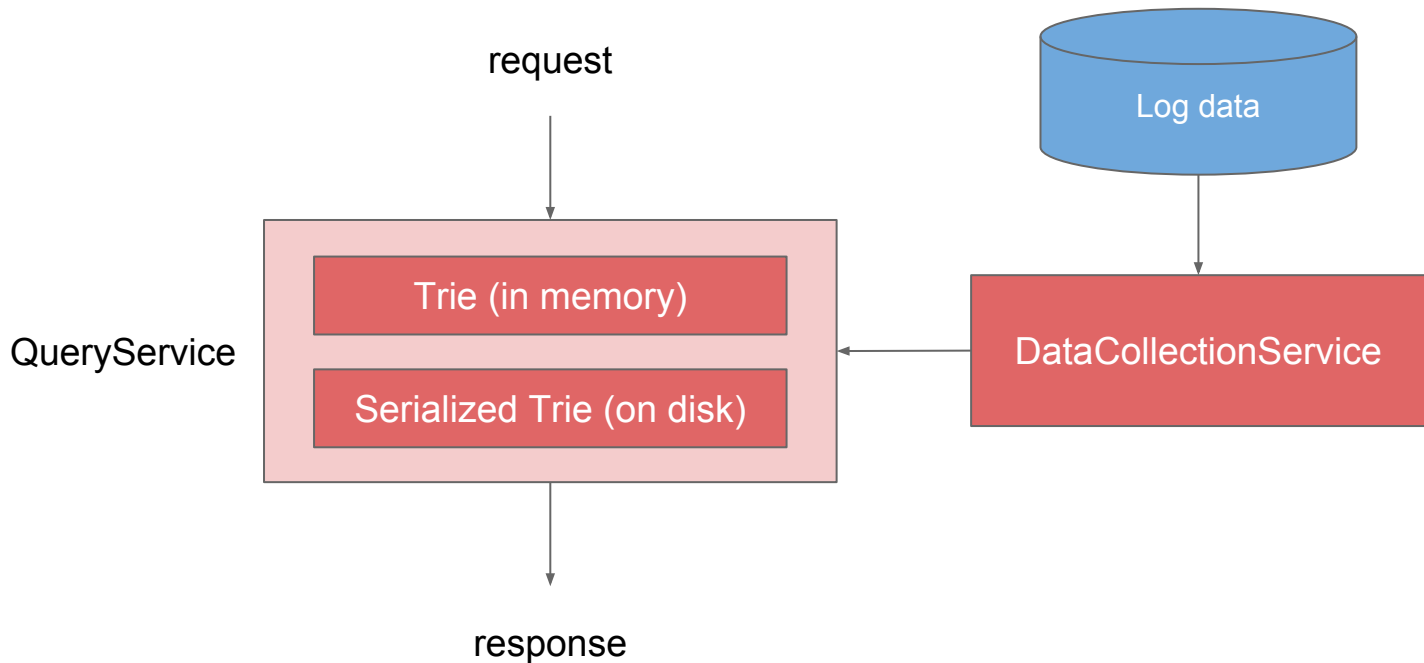 request
Log data
Trie (in memory)
QueryService
DataCollectionService
Serialized Trie (on disk)
response